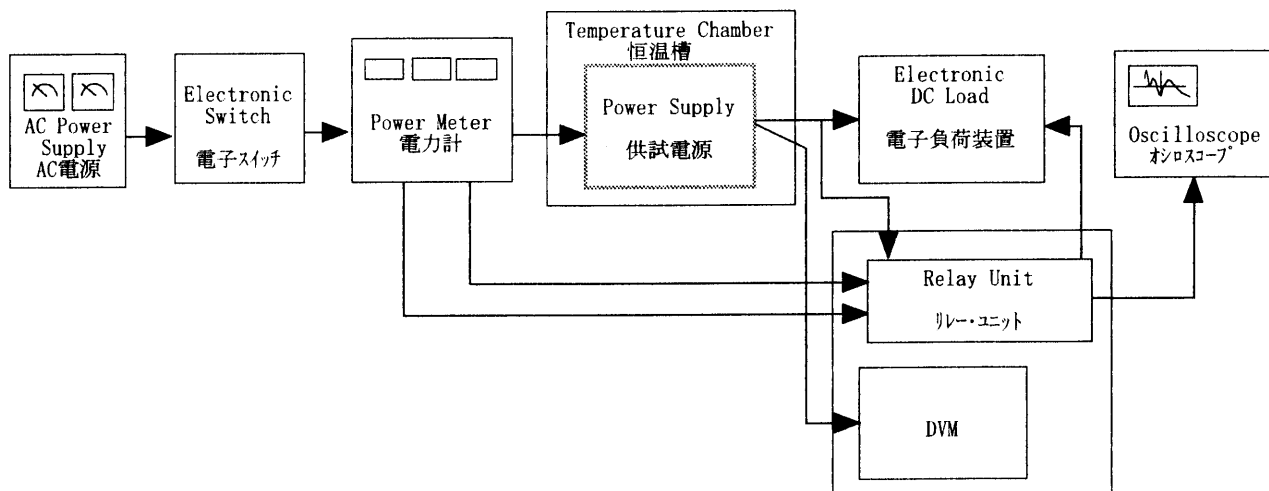 AC Power
Supply
AC電源
Electronic
Switch
電子スイッチ
Power Meter
電力計
Temperature Chamber
恒温槽
Power Supply
供試電源
Electronic
DC Load
電子負荷装置
Oscilloscope
オシロスコープ
Relay Unit
リレー・ユニット
DVM